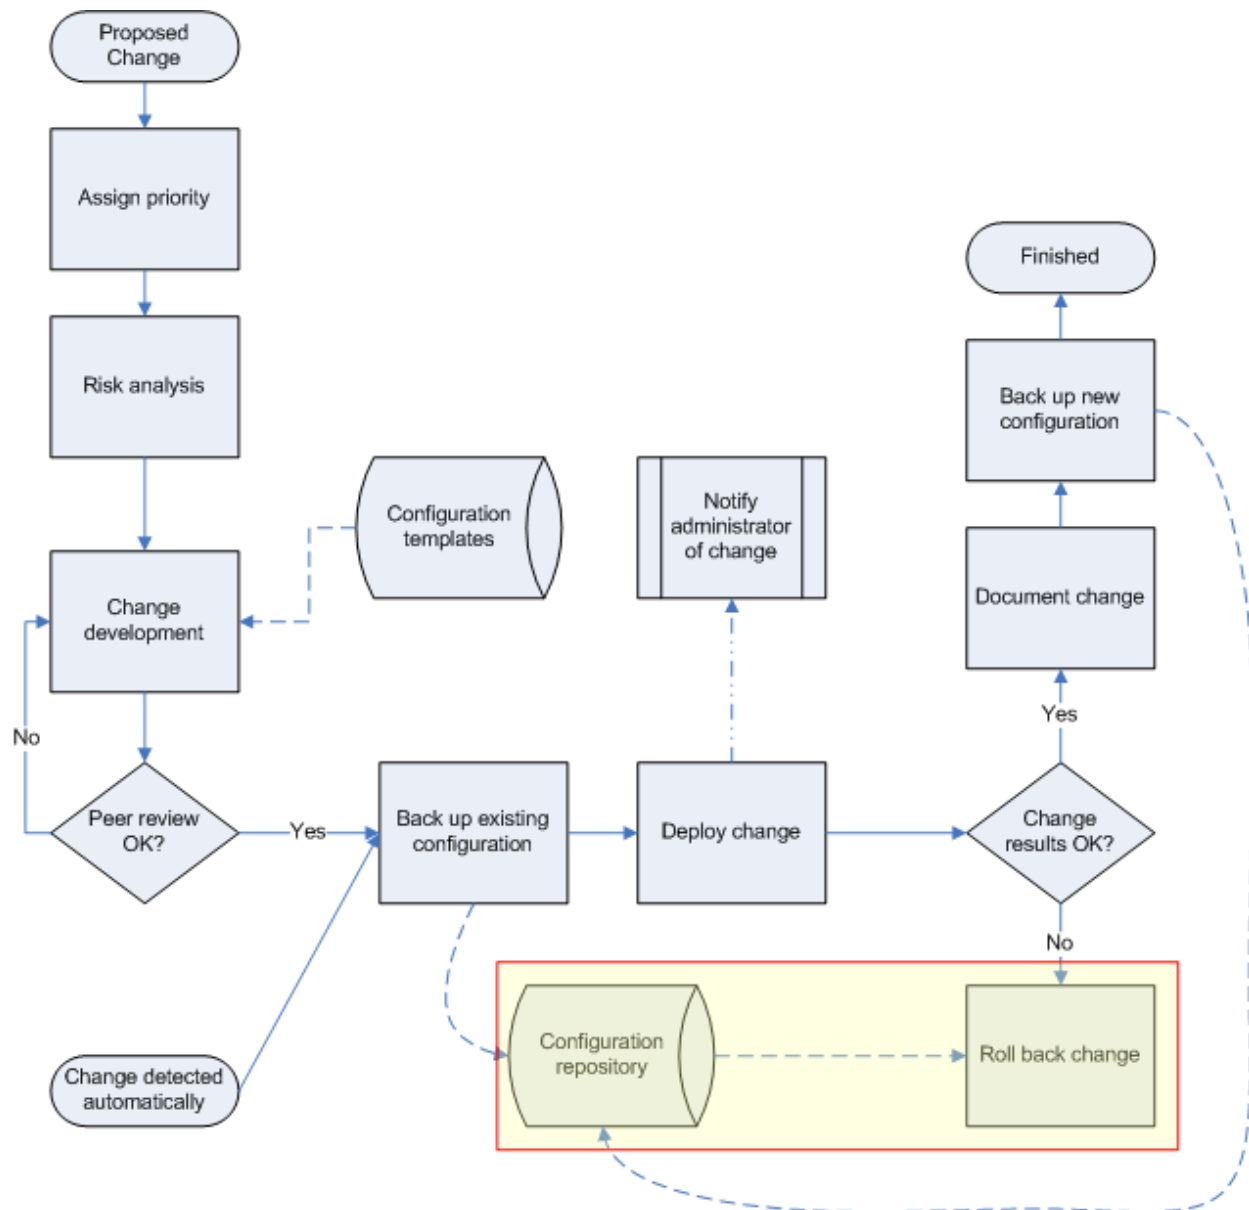 Proposed
Change
Assign priority
Risk analysis
Change
development
No
Peer review
OK?
Yes
Change detected
automatically
Configuration
templates
Back up existing
configuration
Notify
administrator
of change
Deploy change
Finished
Back up new
configuration
Document change
Yes
Change
results OK?
No
Configuration
repository
Roll back change